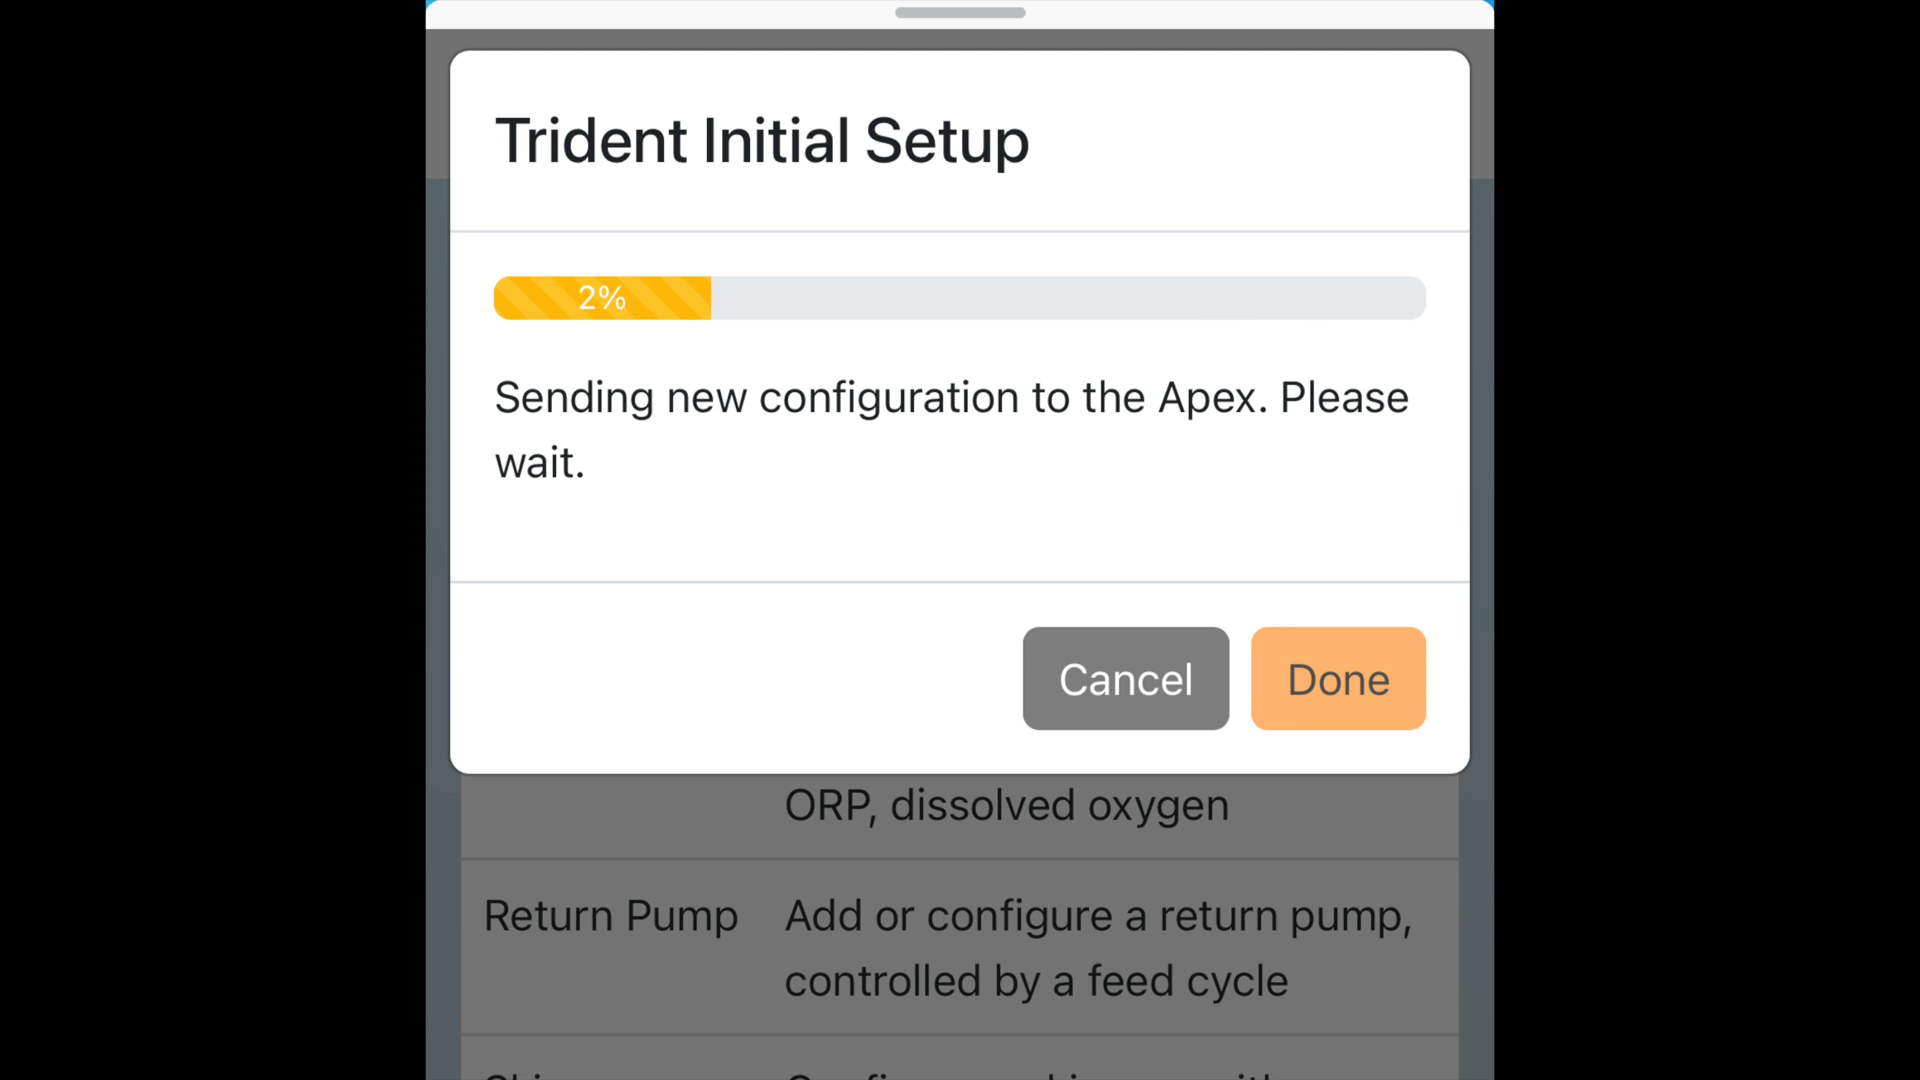 Trident Initial Setup
2%
Sending new configuration to the Apex. Please
wait.
Cancel Done
ORP, dissolved oxygen
Return Pump Add or configure a return pump,
controlled by a feed cycle